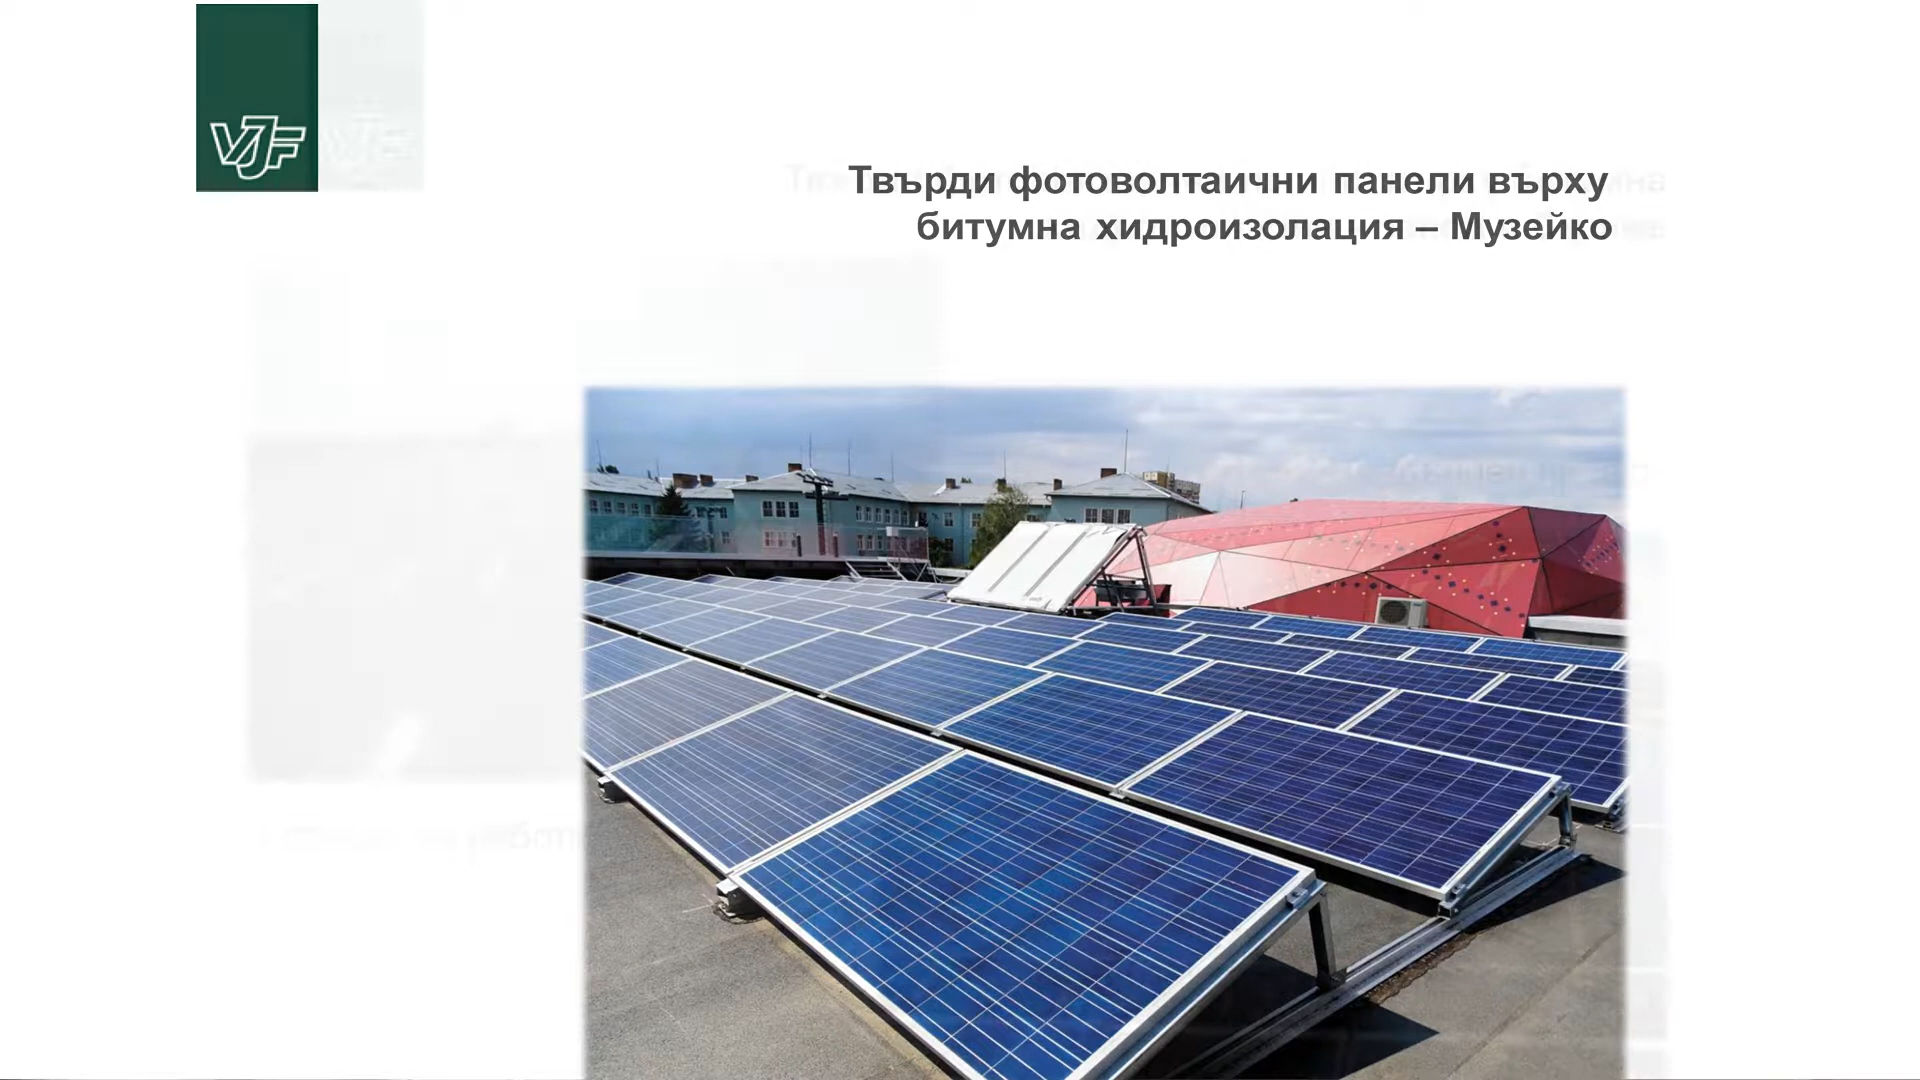 VJF
Твърди фотоволтаични панели върху
битумна хидроизолация – Музейко